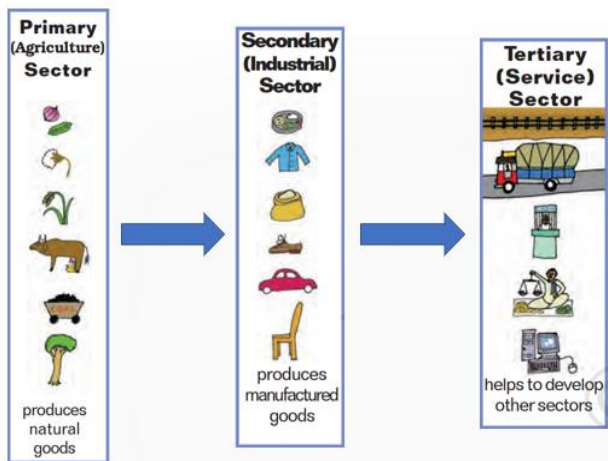 Primary
(Agriculture)
Sector
COAL
produces
natural
goods
Secondary
(Industrial)
Sector
produces
manufactured
goods
Tertiary
(Service)
Sector
helps to develop
other sectors